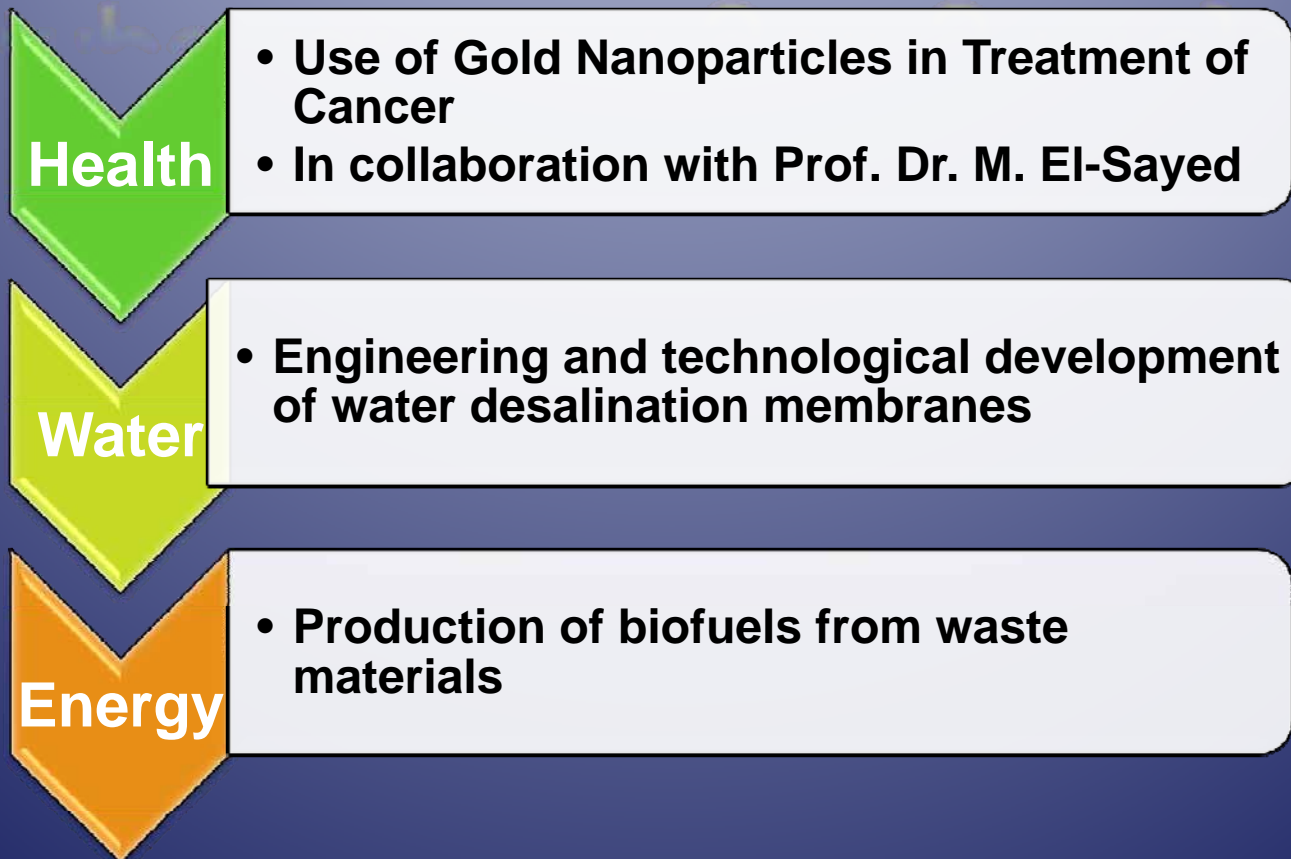 Health
• Use of Gold Nanoparticles in Treatment of
Cancer
• In collaboration with Prof. Dr. M. El-Sayed
Water
• Engineering and technological development
of water desalination membranes
Energy
• Production of biofuels from waste
materials